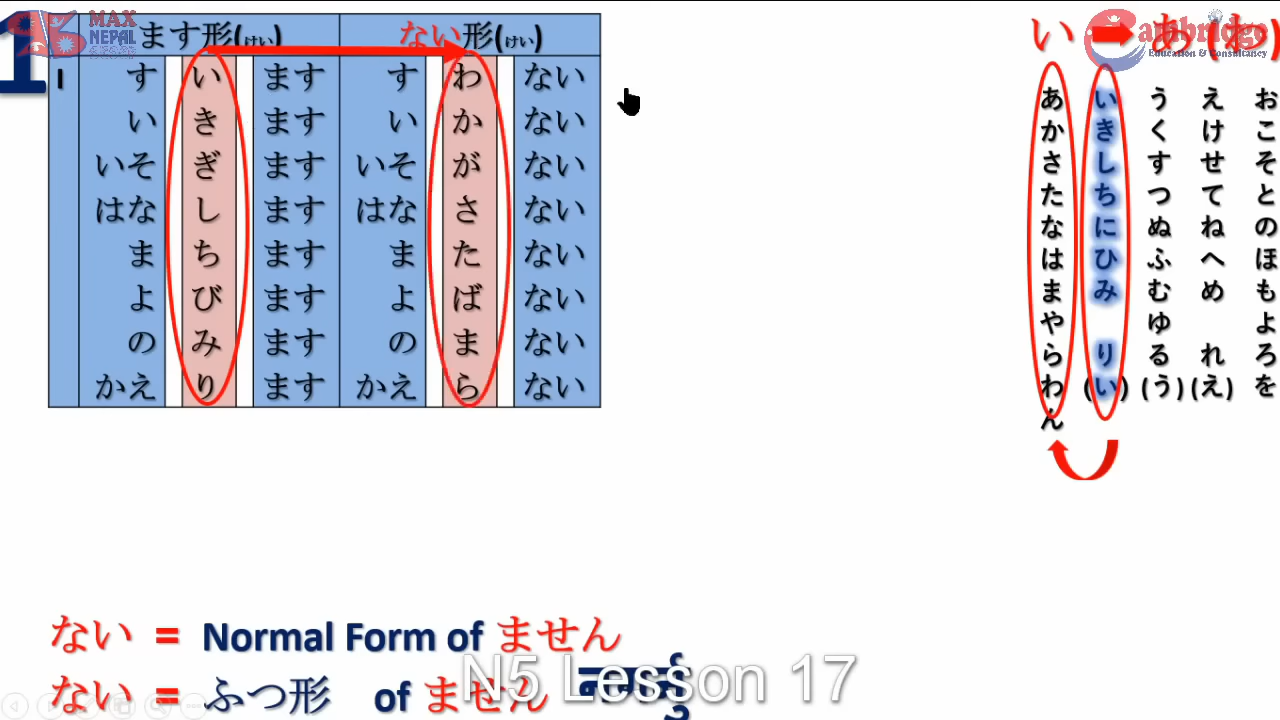 1
MAX
NEPAL
ます形(けい) ない形(けい)
I す い ます す わ ない
い き ます い か ない
いそ ぎ ます いそ が ない
はな し ます はな さ ない
ま ち ます ま た ない
よ び ます よ ば ない
の み ます の ま ない
かえ り ます かえ ら ない
い あ(わ)
Cambridge
Education & Consultancy
あ い う え お
か き く け こ
さ し す せ そ
た ち つ て と
な に ぬ ね の
は ひ ふ へ ほ
ま み む め も
や ゆ よ
ら り る れ ろ
わ (い) (う) (え) を
ん
ない = Normal Form of ません
ない = ふつ形 of ません
N5 Lesson 17